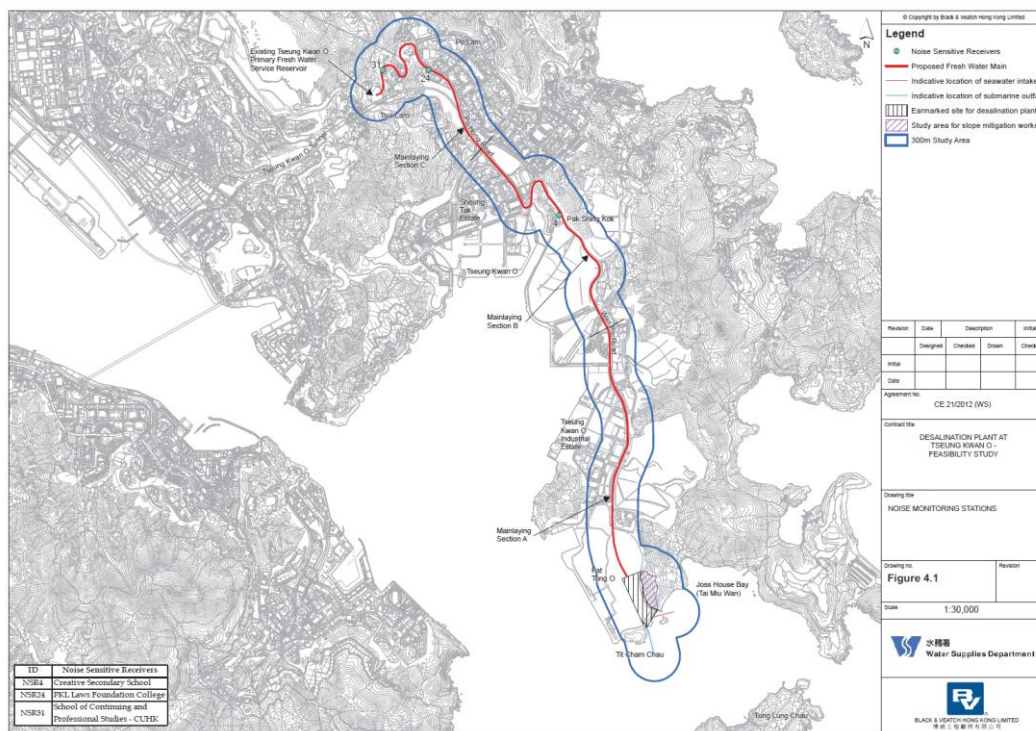 © Copyright by Black & Veatch Hong Kong Limited
Legend
Noise Sensitive Receivers
Proposed Fresh Water Main
Indicative location of seawater intake
Indicative location of submarine outfa
Earmarked site for desalination plant
Study area for slope mitigation works
300m Study Area
N
Existing Tseung Kwan O
Primary Fresh Water
Service Reservoir
31
24
Po Lam
Tsui Lam
Po Hong Road
Tseung Kwan O
Mainlaying
Section C
Sheung
Tak
Estate
4
Pak Shing Kok
Tseung Kwan O
Mainlaying
Section B
Road
Tseung
Kwan O
Industrial
Estate
Mainlaying
Section A
Fat
Tong O
Joss House Bay
(Tai Miu Wan)
Tit Cham Chau
Tung Lung Chau
Revision Date Description Initial
Designed Checked Drawn Check
Initial
Date
Agreement No.
CE 21/2012 (WS)
Contract title
DESALINATION PLANT AT
TSEUNG KWAN O -
FEASIBILITY STUDY
Drawing title
NOISE MONITORING STATIONS
Drawing no. Revision
Figure 4.1
Scale 1:30,000
水務署
Water Supplies Department
BV
BLACK & VEATCH HONG KONG LIMITED
ID Noise Sensitive Receivers
NSR4 Creative Secondary School
NSR24 PKL Laws Foundation College
NSR31 School of Continuing and
Professional Studies - CUHK